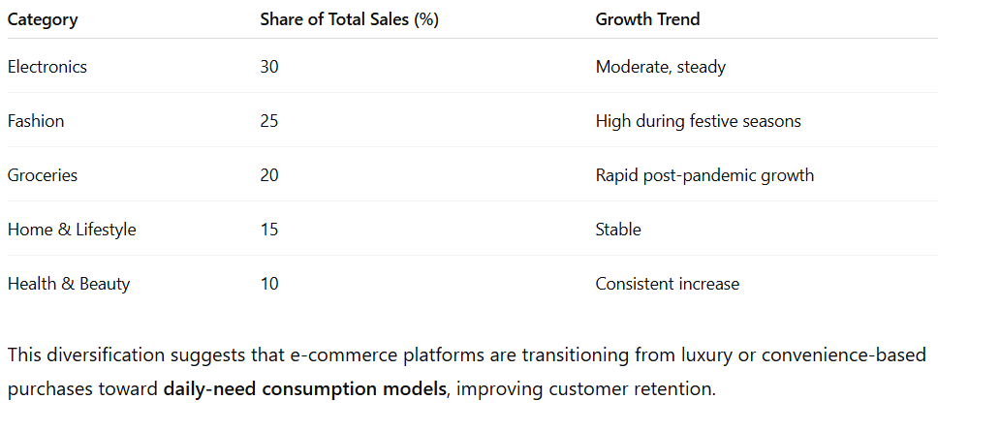 Category Share of Total Sales (%) Growth Trend
Electronics 30 Moderate, steady
Fashion 25 High during festive seasons
Groceries 20 Rapid post-pandemic growth
Home & Lifestyle 15 Stable
Health & Beauty 10 Consistent increase
This diversification suggests that e-commerce platforms are transitioning from luxury or convenience-based
purchases toward daily-need consumption models, improving customer retention.